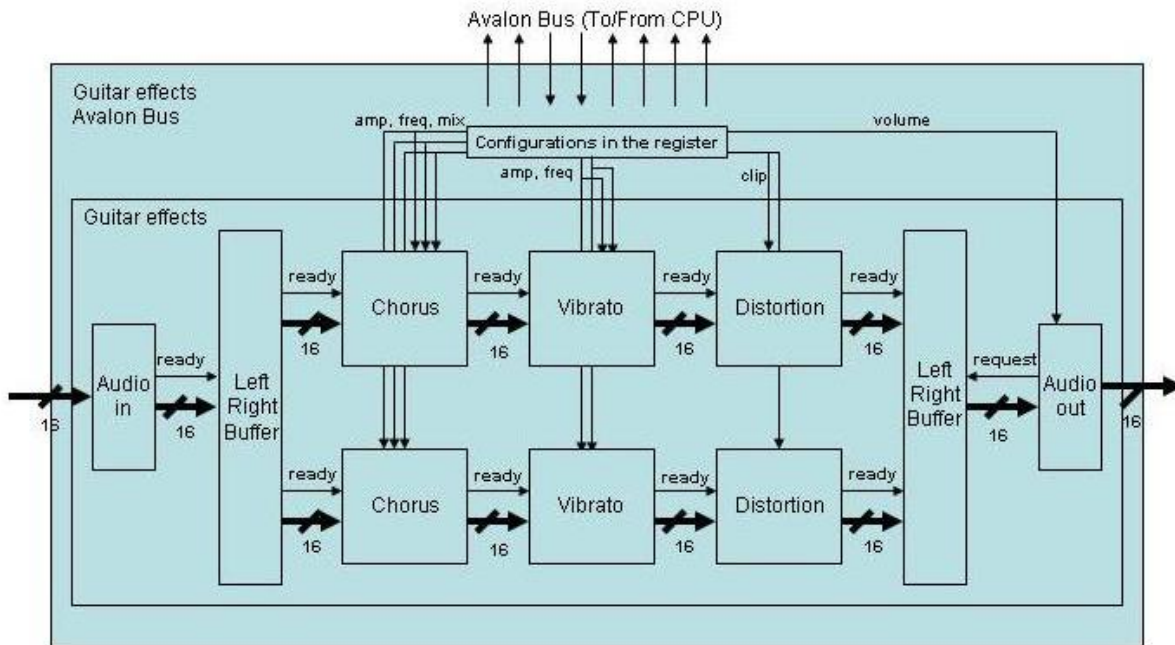 Avalon Bus (To/From CPU)
Guitar effects
Avalon Bus
amp, freq, mix
volume
Configurations in the register
amp, freq
clip
Guitar effects
ready
ready
ready
ready
Chorus
Vibrato
Distortion
16
16
16
16
ready
request
Audio
in
Left
Right
Buffer
Left
Right
Buffer
Audio
out
16
16
16
16
ready
ready
ready
ready
Chorus
Vibrato
Distortion
16
16
16
16